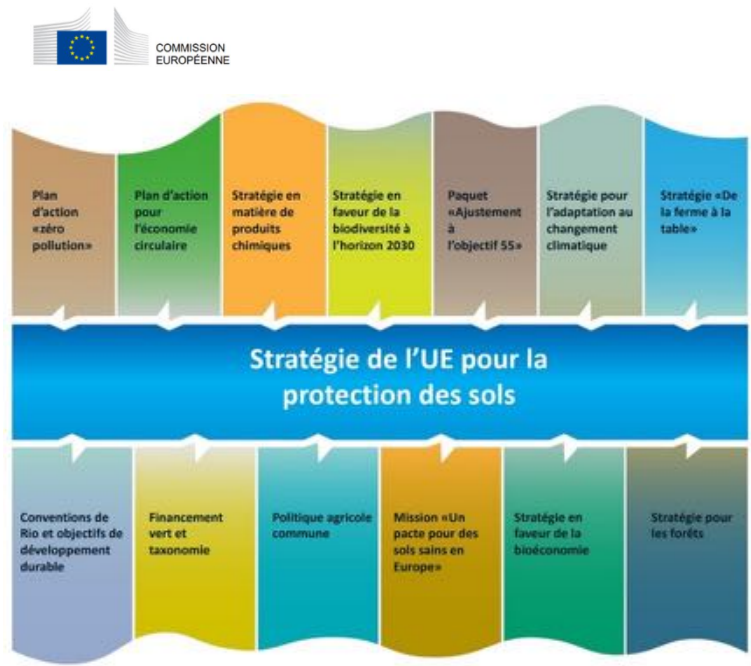 COMMISSION
EUROPÉENNE
Plan
d'action
«zéro
pollution»
Plan d'action
pour
l'économie
circulaire
Stratégie en
matière de
produits
chimiques
Stratégie en
faveur de la
biodiversité à
l'horizon 2030
Paquet
«Ajustement
à
l'objectif 55»
Stratégie pour
l'adaptation au
changement
climatique
Stratégie «De
la ferme à la
table»
Stratégie de l'UE pour la
protection des sols
Conventions de
Rio et objectifs de
développement
durable
Financement
vert et
taxonomie
Politique agricole
commune
Mission «Un
pacte pour des
sols sains en
Europe»
Stratégie en
faveur de la
bioéconomie
Stratégie pour
les forêts